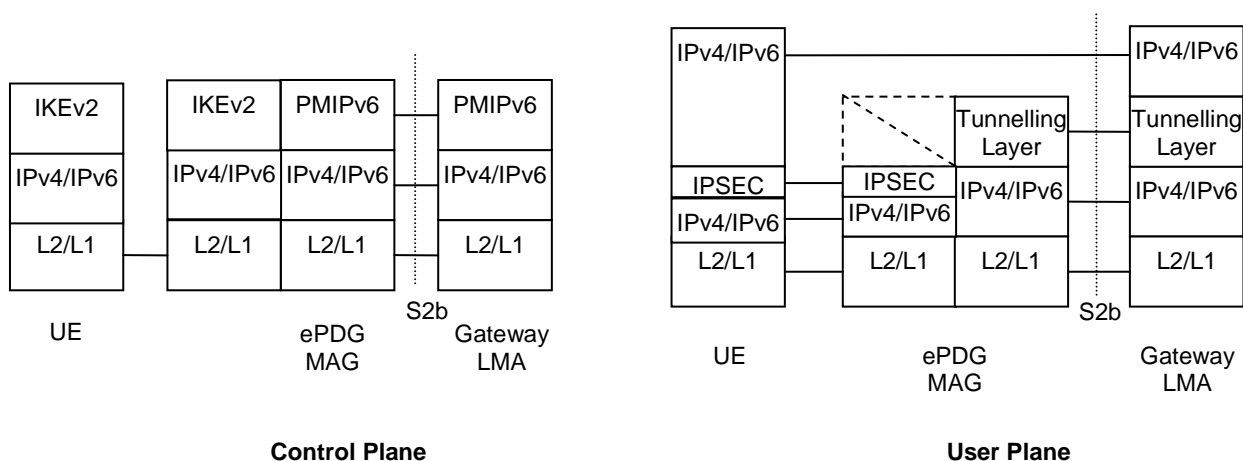 IKEv2
IPv4/IPv6
L2/L1
UE
IKEv2
PMIPv6
IPv4/IPv6
IPv4/IPv6
L2/L1
L2/L1
ePDG
MAG
S2b
PMIPv6
IPv4/IPv6
L2/L1
Gateway
LMA
Control Plane
IPv4/IPv6
IPSEC
IPv4/IPv6
L2/L1
UE
Tunnelling
Layer
IPSEC
IPv4/IPv6
IPv4/IPv6
L2/L1
L2/L1
ePDG
MAG
S2b
IPv4/IPv6
Tunnelling
Layer
IPv4/IPv6
L2/L1
Gateway
LMA
User Plane